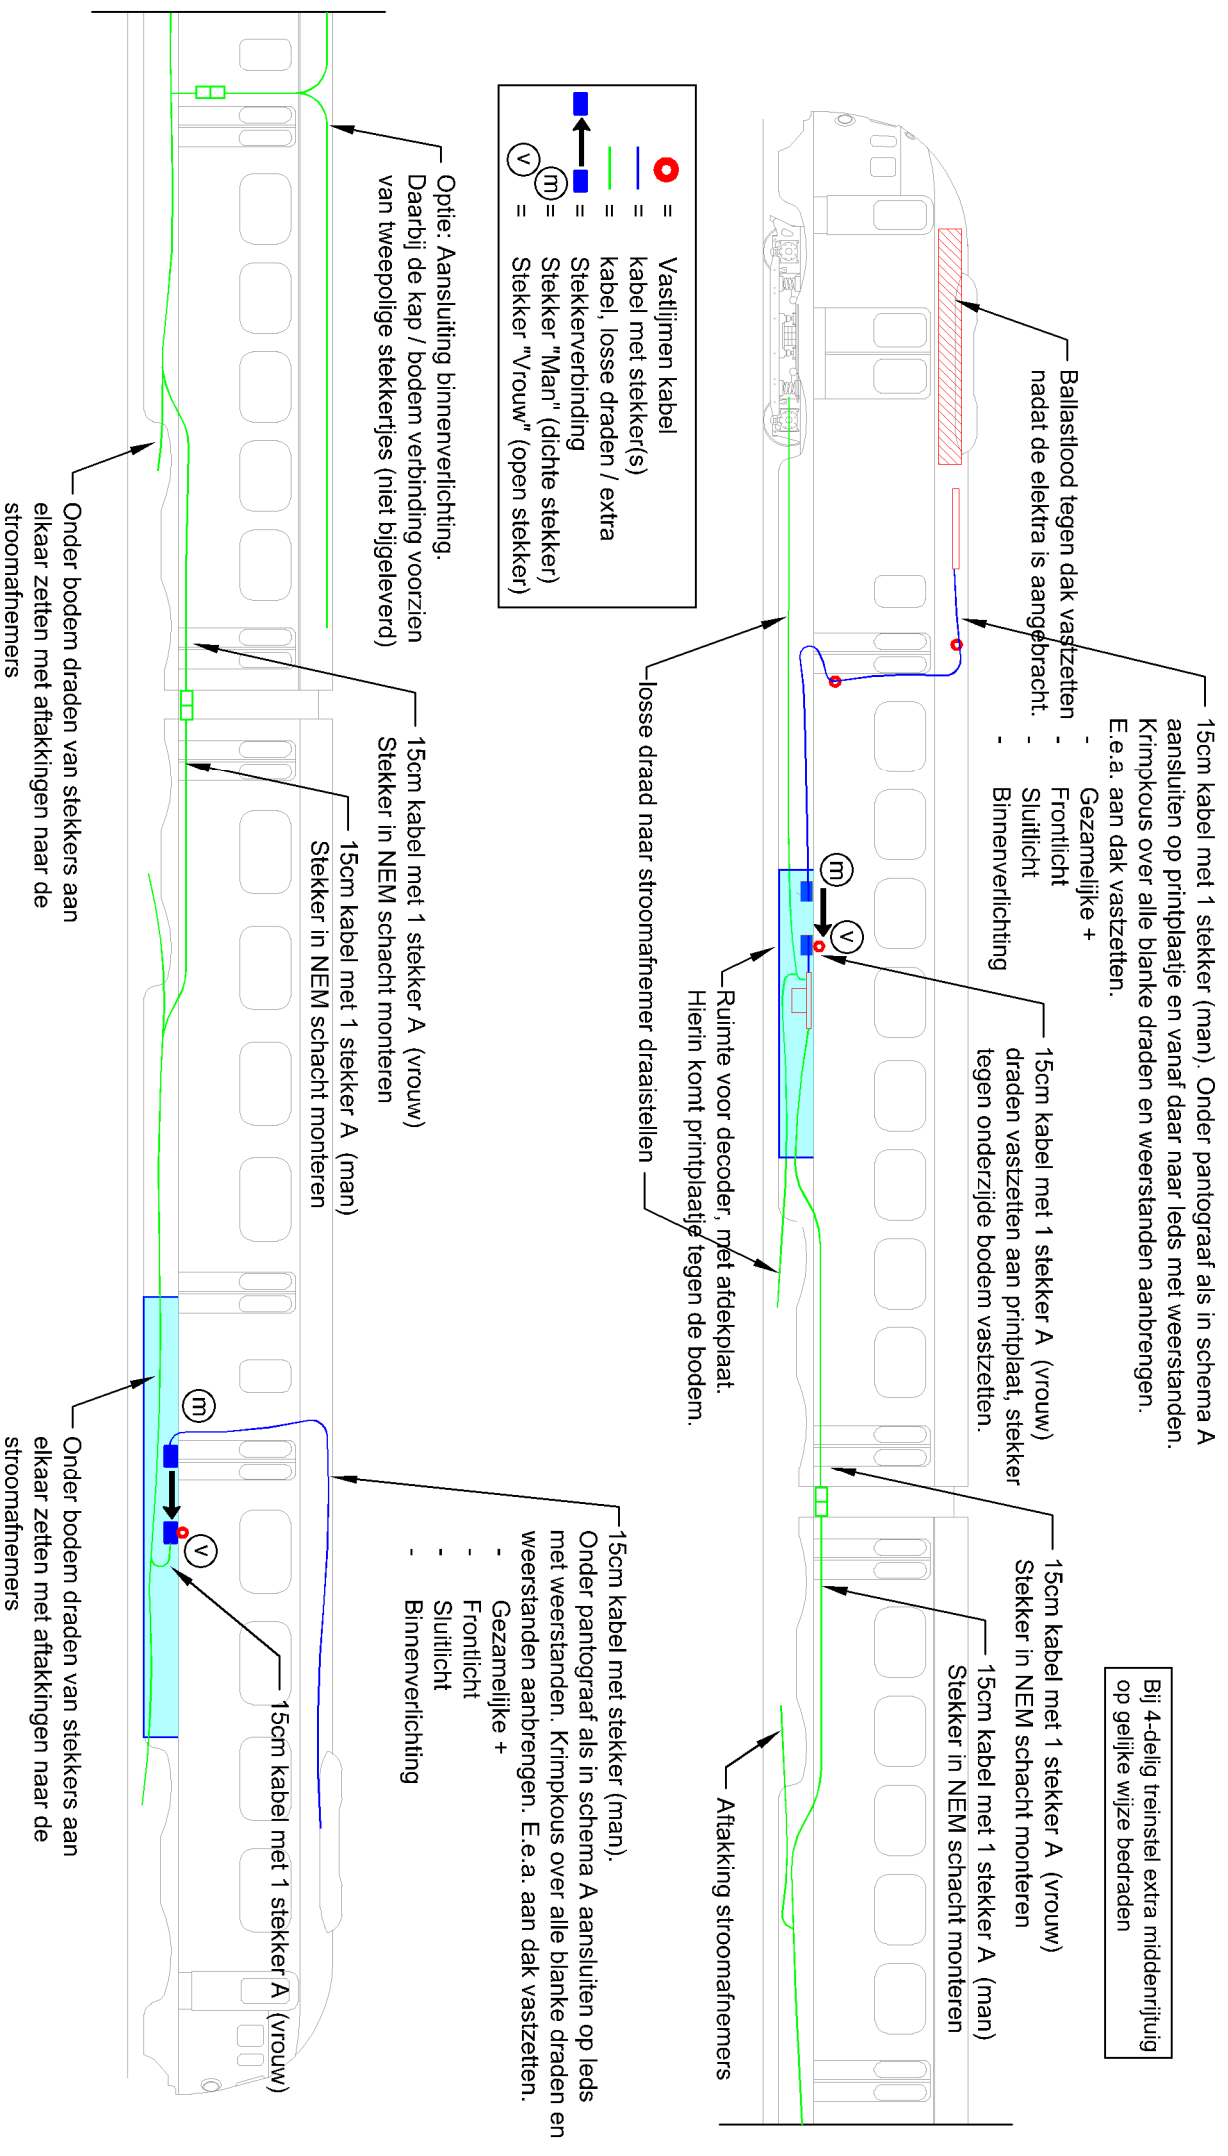 15cm kabel met 1 stekker (man). Onder pantograaf als in schema A
aansluiten op printplaatje en vanaf daar naar leds met weerstanden.
Krimpkous over alle blanke draden en weerstanden aanbrengen.
E.e.a. aan dak vastzetten.
- Gezamelijke +
- Frontlicht
- Sluitlicht
- Binnenverlichting
Ballastlood tegen dak vastzetten
nadat de elektra is aangebracht.
15cm kabel met 1 stekker A (vrouw)
draden vastzetten aan printplaat, stekker
tegen onderzijde bodem vastzetten.
15cm kabel met 1 stekker A (vrouw)
Stekker in NEM schacht monteren
15cm kabel met 1 stekker A (man)
Stekker in NEM schacht monteren
Bij 4-delig treinstel extra middenrijtuig
op gelijke wijze bedraden
m
v
Ruimte voor decoder, met afdekplaat.
Hierin komt printplaatje tegen de bodem.
losse draad naar stroomafnemer draaistellen
Aftakking stroomafnemers
= Vastlijmen kabel
= kabel met stekker(s)
= kabel, losse draden / extra
= Stekkerverbinding
m = Stekker "Man" (dichte stekker)
v = Stekker "Vrouw" (open stekker)
Optie: Aansluiting binnenverlichting.
Daarbij de kap / bodem verbinding voorzien
van tweepolige stekkertjes (niet bijgeleverd)
15cm kabel met 1 stekker A (vrouw)
Stekker in NEM schacht monteren
15cm kabel met 1 stekker A (man)
Stekker in NEM schacht monteren
15cm kabel met stekker (man).
Onder pantograaf als in schema A aansluiten op leds
met weerstanden. Krimpkous over alle blanke draden en
weerstanden aanbrengen. E.e.a. aan dak vastzetten.
- Gezamelijke +
- Frontlicht
- Sluitlicht
- Binnenverlichting
m
v
15cm kabel met 1 stekker A (vrouw)
Onder bodem draden van stekkers aan
elkaar zetten met aftakkingen naar de
stroomafnemers
Onder bodem draden van stekkers aan
elkaar zetten met aftakkingen naar de
stroomafnemers